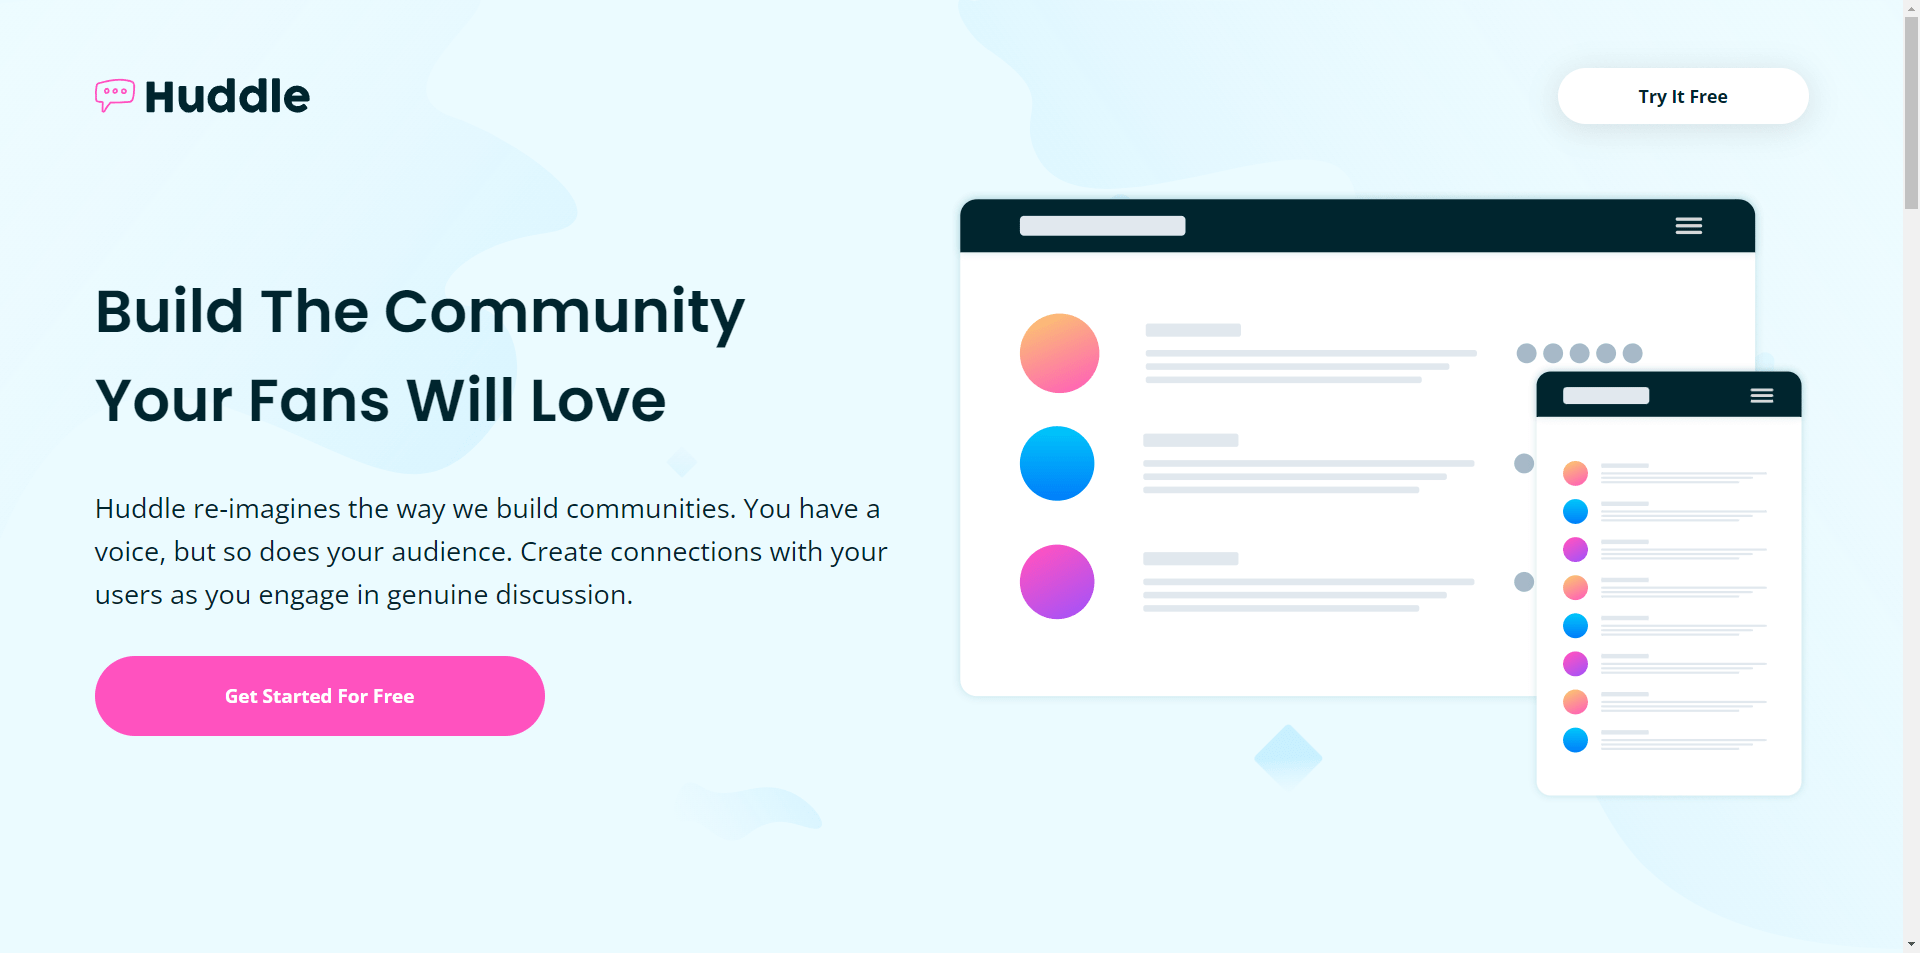 Huddle
Try It Free
Build The Community
Your Fans Will Love
Huddle re-imagines the way we build communities. You have a
voice, but so does your audience. Create connections with your
users as you engage in genuine discussion.
Get Started For Free